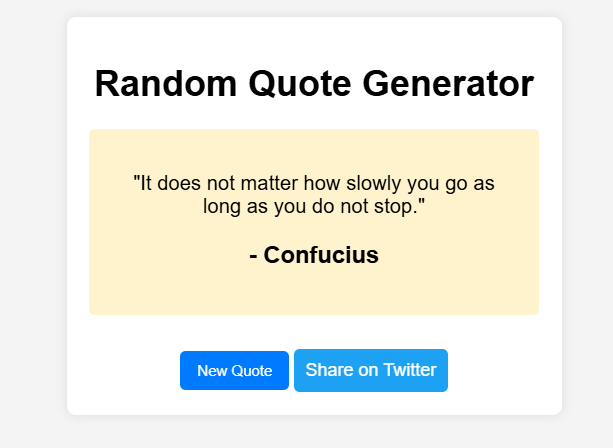 Random Quote Generator
"It does not matter how slowly you go as
long as you do not stop."
- Confucius
New Quote
Share on Twitter